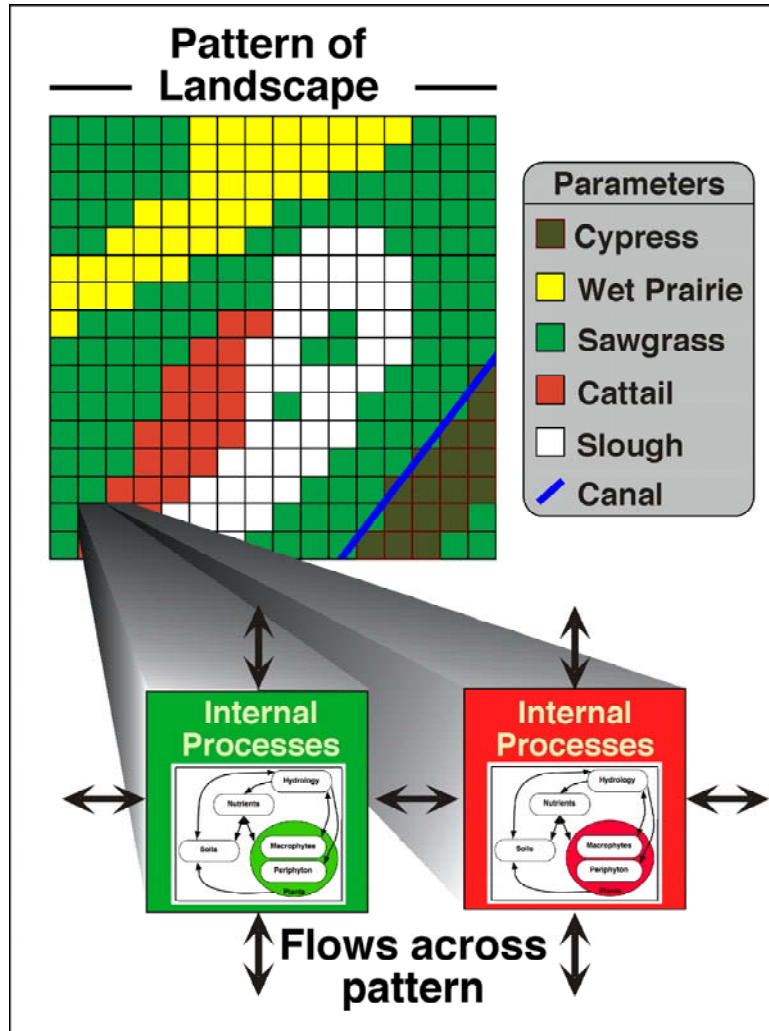 Pattern of
Landscape
Parameters
Cypress
Wet Prairie
Sawgrass
Cattail
Slough
Canal
Internal
Processes
Hydrology
Nutrients
Soils
Macrophytes
Periphyton
Plants
Internal
Processes
Hydrology
Nutrients
Soils
Macrophytes
Periphyton
Plants
Flows across
pattern